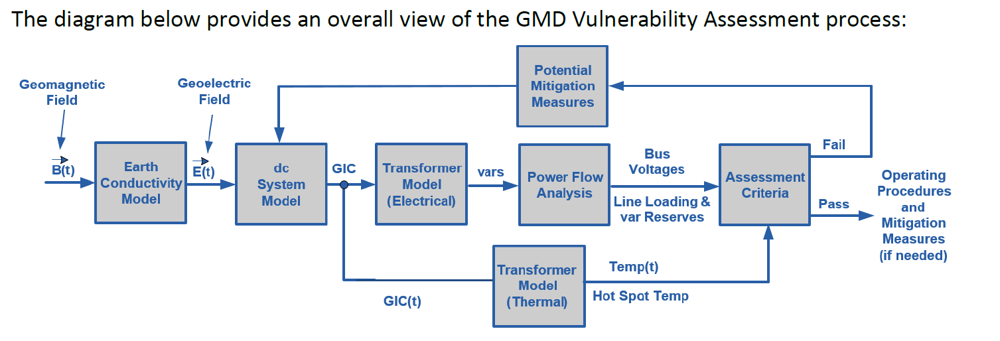 The diagram below provides an overall view of the GMD Vulnerability Assessment process:
Potential
Mitigation
Measures
Geomagnetic
Field
Geoelectric
Field
B(t)
Earth
Conductivity
Model
E(t)
dc
System
Model
GIC
Transformer
Model
(Electrical)
vars
Power Flow
Analysis
Bus
Voltages
Line Loading &
var Reserves
Assessment
Criteria
Fail
Pass
Operating
Procedures
and
Mitigation
Measures
(if needed)
GIC(t)
Transformer
Model
(Thermal)
Temp(t)
Hot Spot Temp